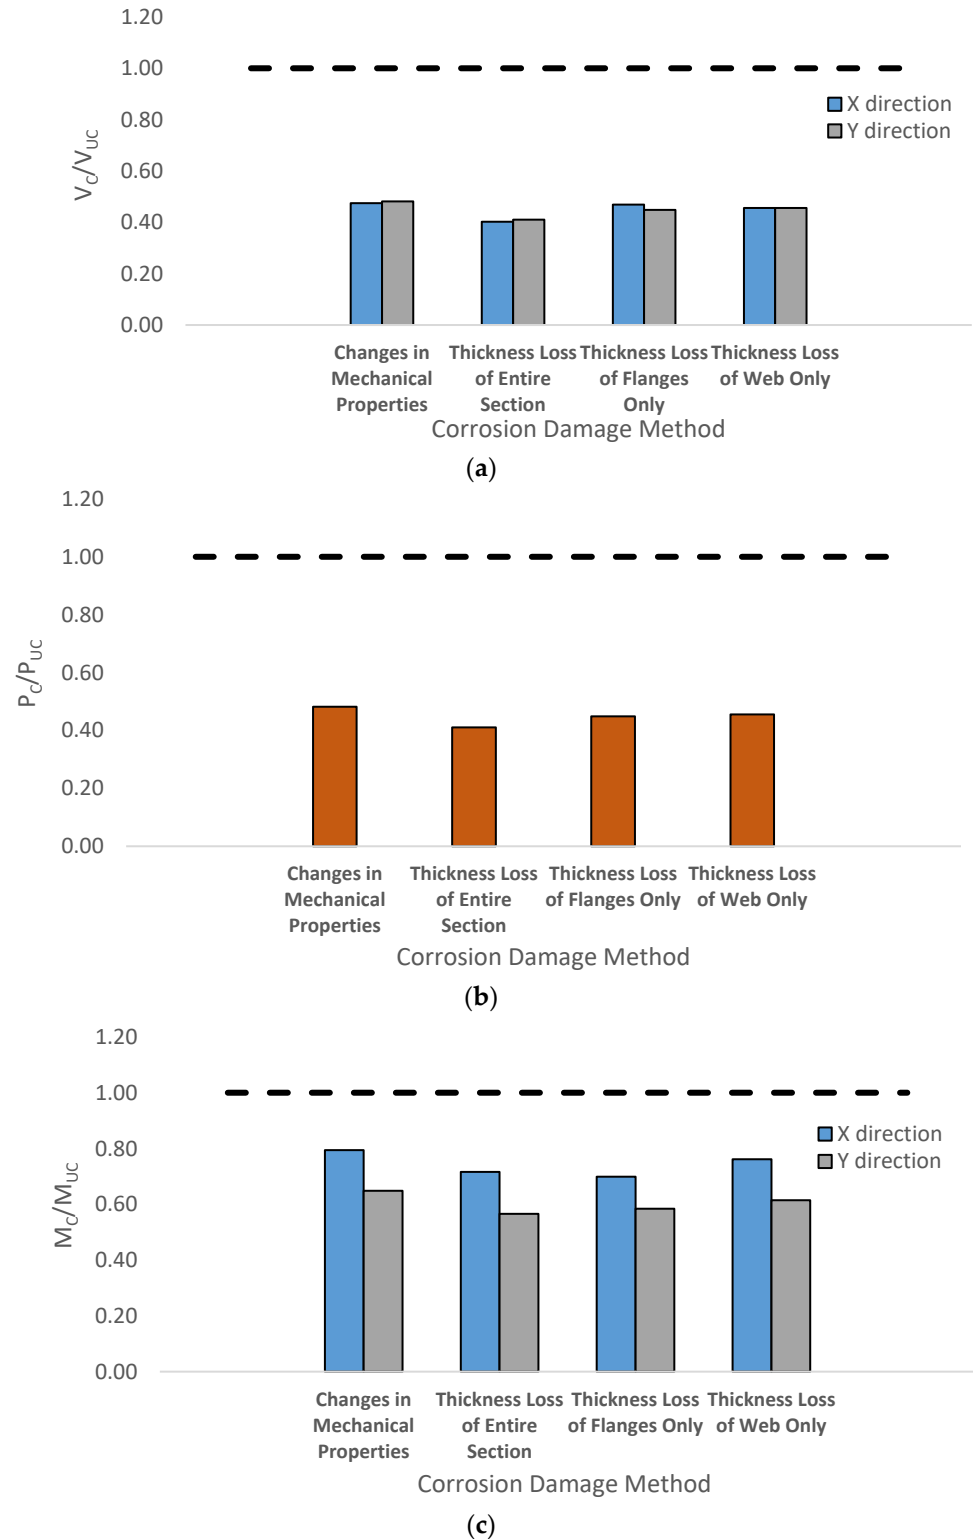 1.20
1.00
0.80
0.60
0.40
0.20
0.00
V_C/V_UC
X direction
Y direction
Changes in Mechanical Properties
Thickness Loss of Entire Section
Thickness Loss of Flanges Only
Thickness Loss of Web Only
Corrosion Damage Method
(a)
1.20
1.00
0.80
0.60
0.40
0.20
0.00
P_C/P_UC
Changes in Mechanical Properties
Thickness Loss of Entire Section
Thickness Loss of Flanges Only
Thickness Loss of Web Only
Corrosion Damage Method
(b)
1.20
1.00
0.80
0.60
0.40
0.20
0.00
M_C/M_UC
X direction
Y direction
Changes in Mechanical Properties
Thickness Loss of Entire Section
Thickness Loss of Flanges Only
Thickness Loss of Web Only
Corrosion Damage Method
(c)